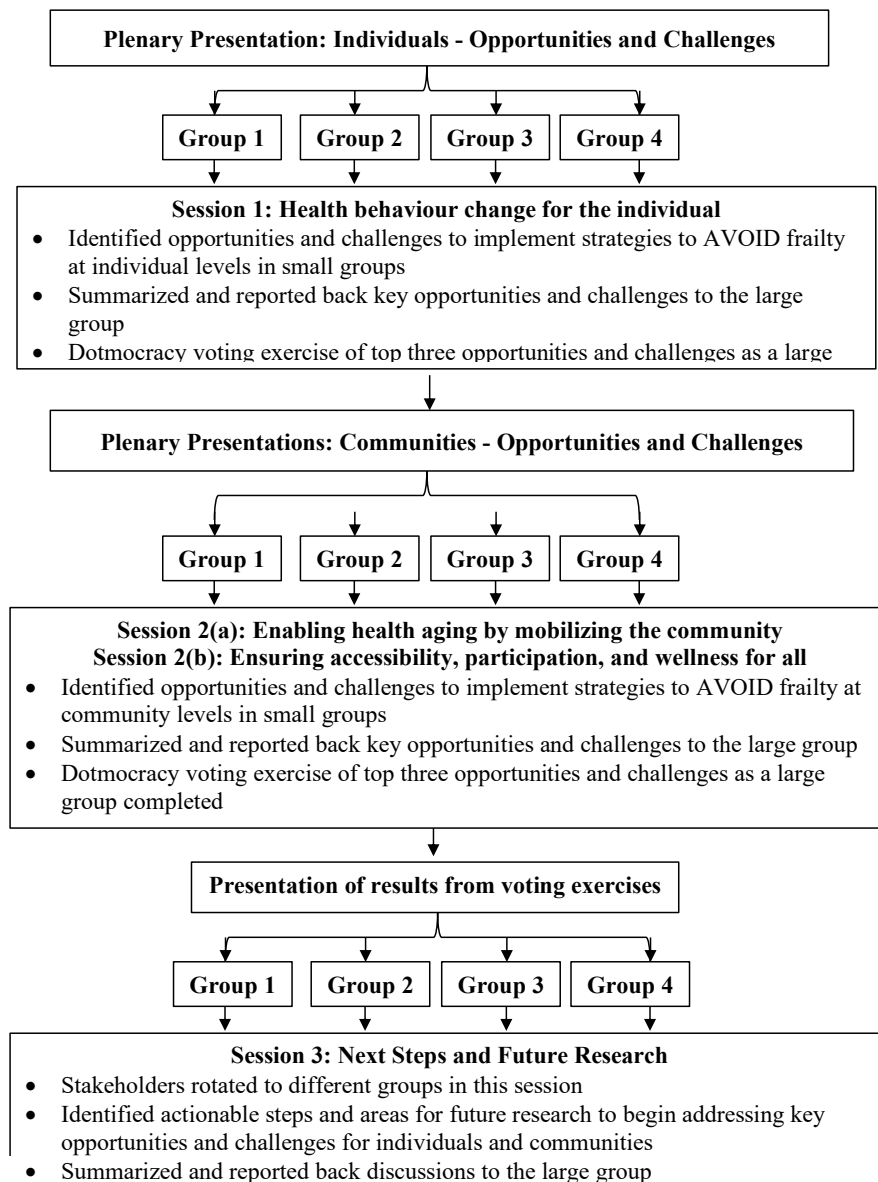 Plenary Presentation: Individuals - Opportunities and Challenges
Group 1 Group 2 Group 3 Group 4
Session 1: Health behaviour change for the individual
• Identified opportunities and challenges to implement strategies to AVOID frailty
at individual levels in small groups
• Summarized and reported back key opportunities and challenges to the large
group
• Dotmocracy voting exercise of top three opportunities and challenges as a large
Plenary Presentations: Communities - Opportunities and Challenges
Group 1 Group 2 Group 3 Group 4
Session 2(a): Enabling health aging by mobilizing the community
Session 2(b): Ensuring accessibility, participation, and wellness for all
• Identified opportunities and challenges to implement strategies to AVOID frailty at
community levels in small groups
• Summarized and reported back key opportunities and challenges to the large group
• Dotmocracy voting exercise of top three opportunities and challenges as a large
group completed
Presentation of results from voting exercises
Group 1 Group 2 Group 3 Group 4
Session 3: Next Steps and Future Research
• Stakeholders rotated to different groups in this session
• Identified actionable steps and areas for future research to begin addressing key
opportunities and challenges for individuals and communities
• Summarized and reported back discussions to the large group